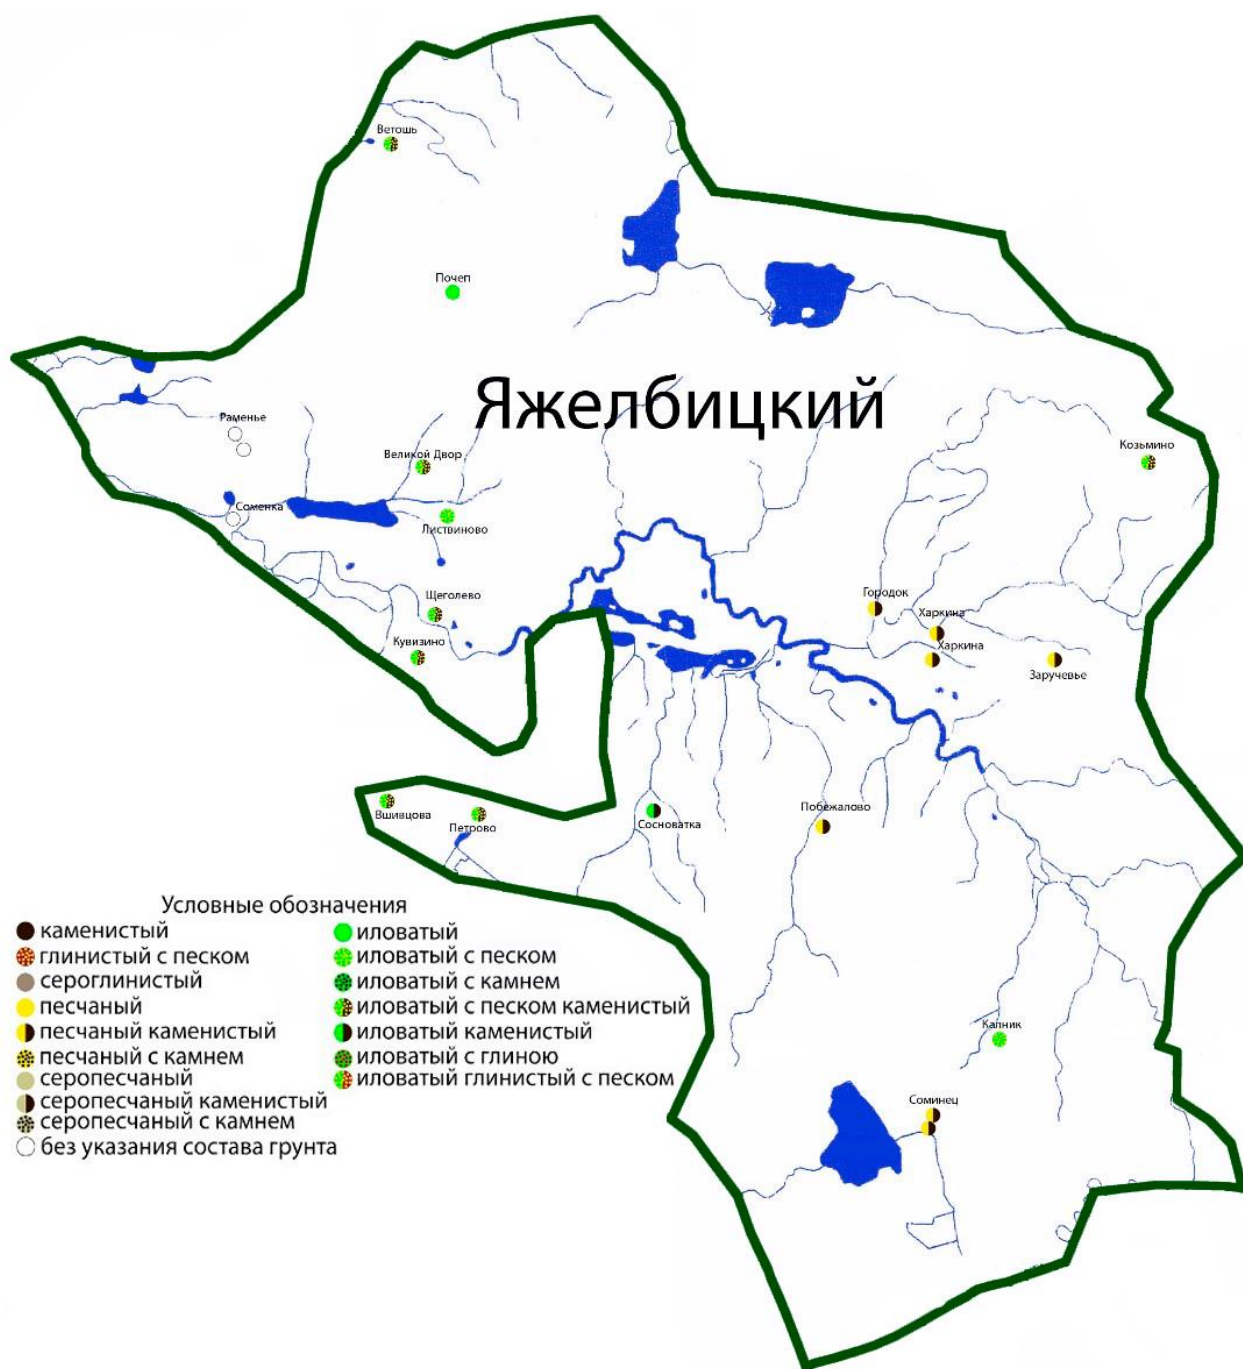 Ветошь
Почеп
Яжелбицкий
Раменье
Великой Двор
Козьмино
Соменка
Листвиново
Щеголево
Городок
Харкина
Кувизино
Харкина
Заручевье
Вшивцова
Петрово
Сосноватка
Побежалово
Условные обозначения
каменистый
глинистый с песком
сероглинистый
песчаный
песчаный каменистый
песчаный с камнем
серопесчаный
серопесчаный каменистый
серопесчаный с камнем
без указания состава грунта
иловатый
иловатый с песком
иловатый с камнем
иловатый с песком каменистый
иловатый каменистый
иловатый с глиною
иловатый глинистый с песком
Капник
Соминец